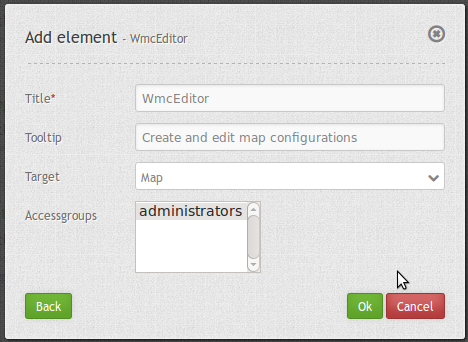 Add element - WmcEditor
Title* WmcEditor
Tooltip Create and edit map configurations
Target Map
Accessgroups administrators
Back Ok Cancel